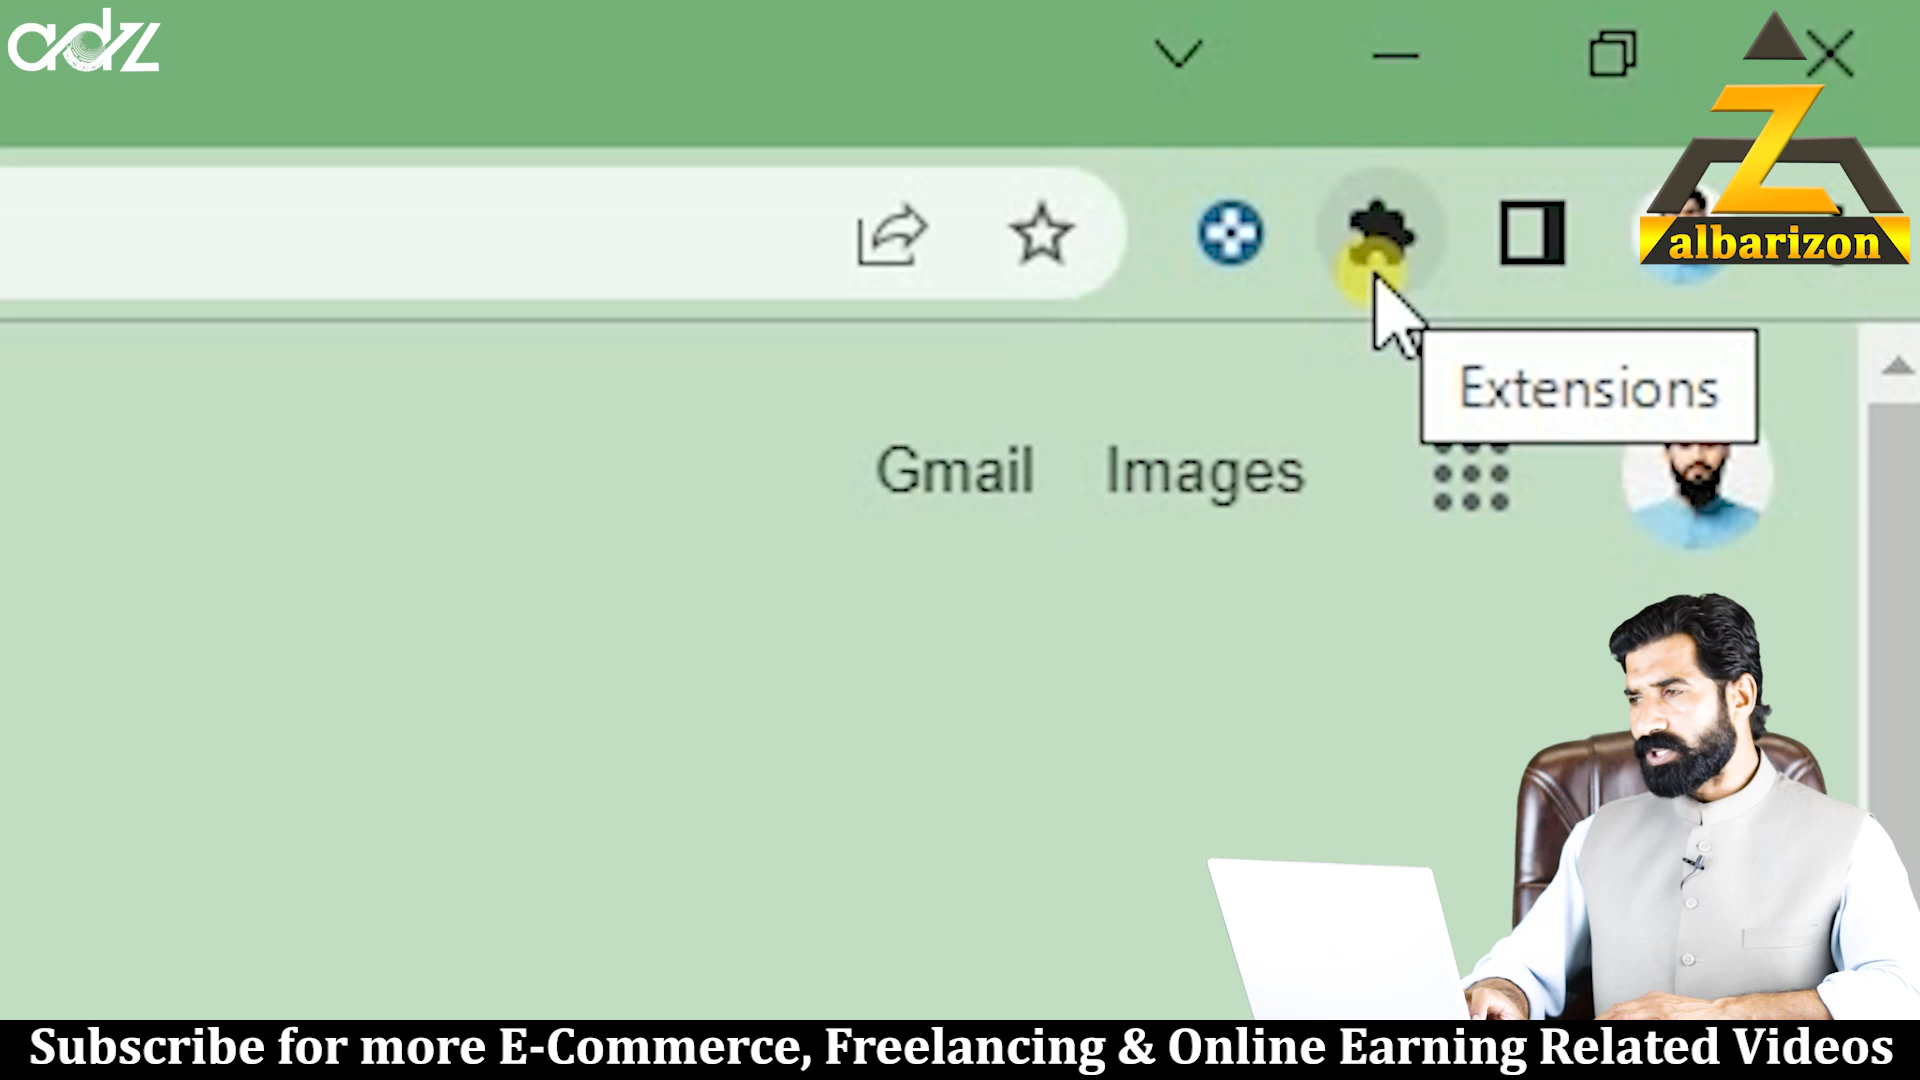 adz
albarizon
Extensions
Gmail Images
Subscribe for more E-Commerce, Freelancing & Online Earning Related Videos